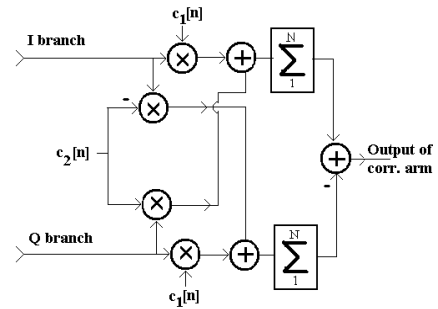 c1[n]
I branch
N
Σ
1
-
c2[n]
Output of
corr. arm
-
Q branch
N
Σ
1
c1[n]